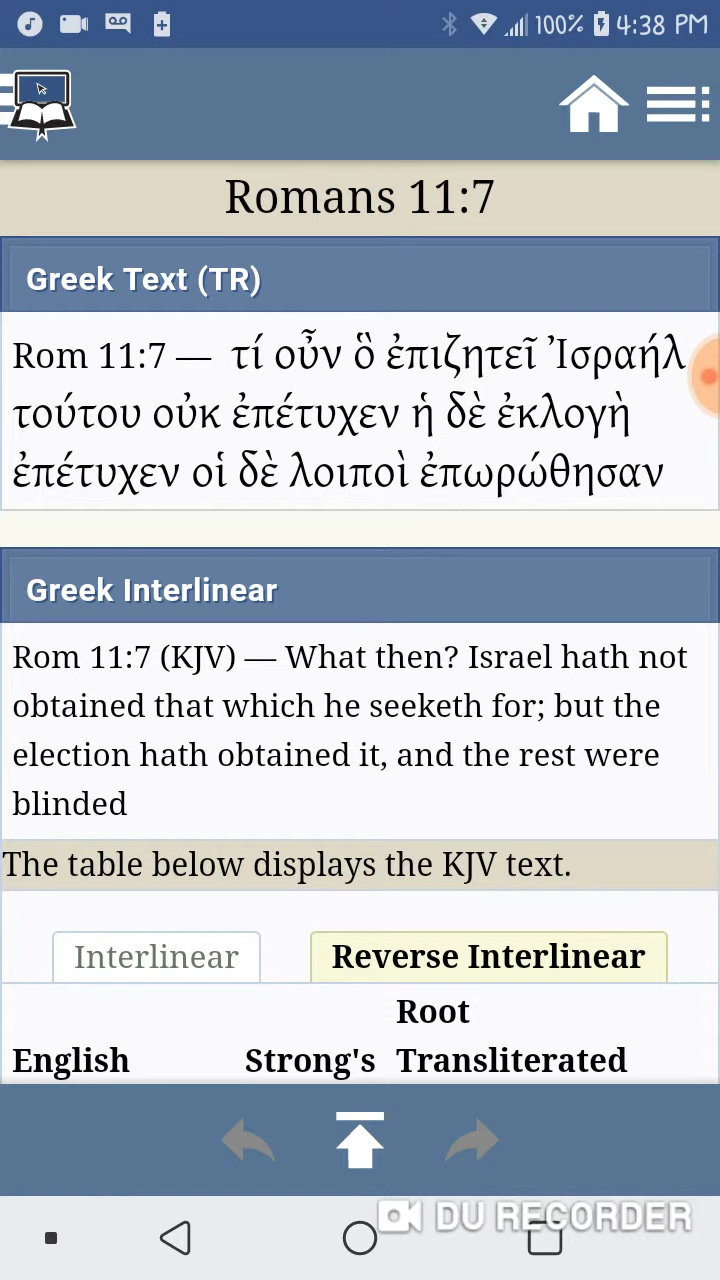 100% 4:38 PM
Romans 11:7
Greek Text (TR)
Rom 11:7 — τί οὖν ὃ ἐπιζητεῖ Ἰσραήλ
τούτου οὐκ ἐπέτυχεν ἡ δὲ ἐκλογὴ
ἐπέτυχεν οἱ δὲ λοιποὶ ἐπωρώθησαν
Greek Interlinear
Rom 11:7 (KJV) — What then? Israel hath not
obtained that which he seeketh for; but the
election hath obtained it, and the rest were
blinded
The table below displays the KJV text.
Interlinear Reverse Interlinear
Root
English Strong's Transliterated
DU RECORDER